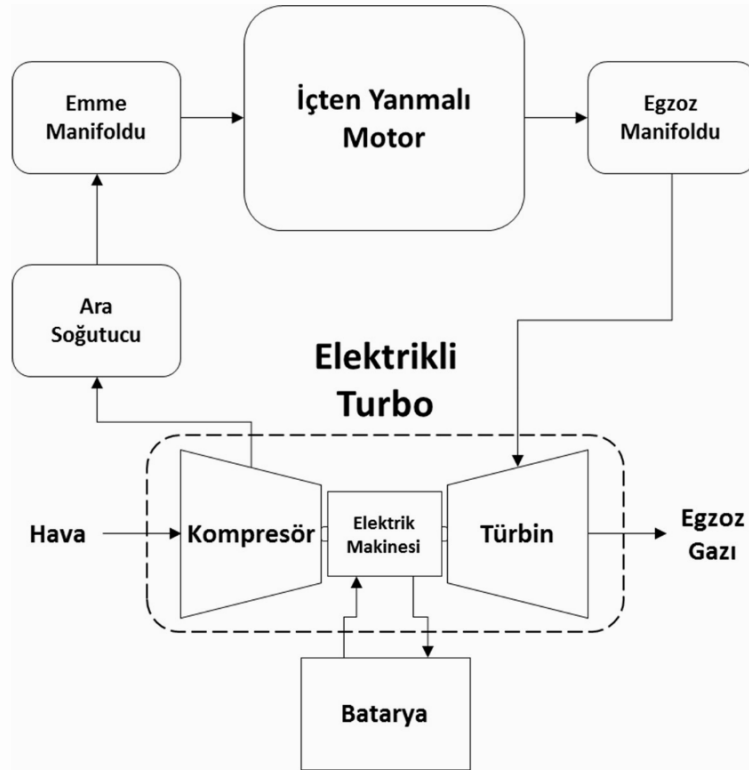 Emme
Manifoldu
İçten Yanmalı
Motor
Egzoz
Manifoldu
Ara
Soğutucu
Elektrikli
Turbo
Hava
Kompresör
Elektrik
Makinesi
Türbin
Egzoz
Gazı
Batarya